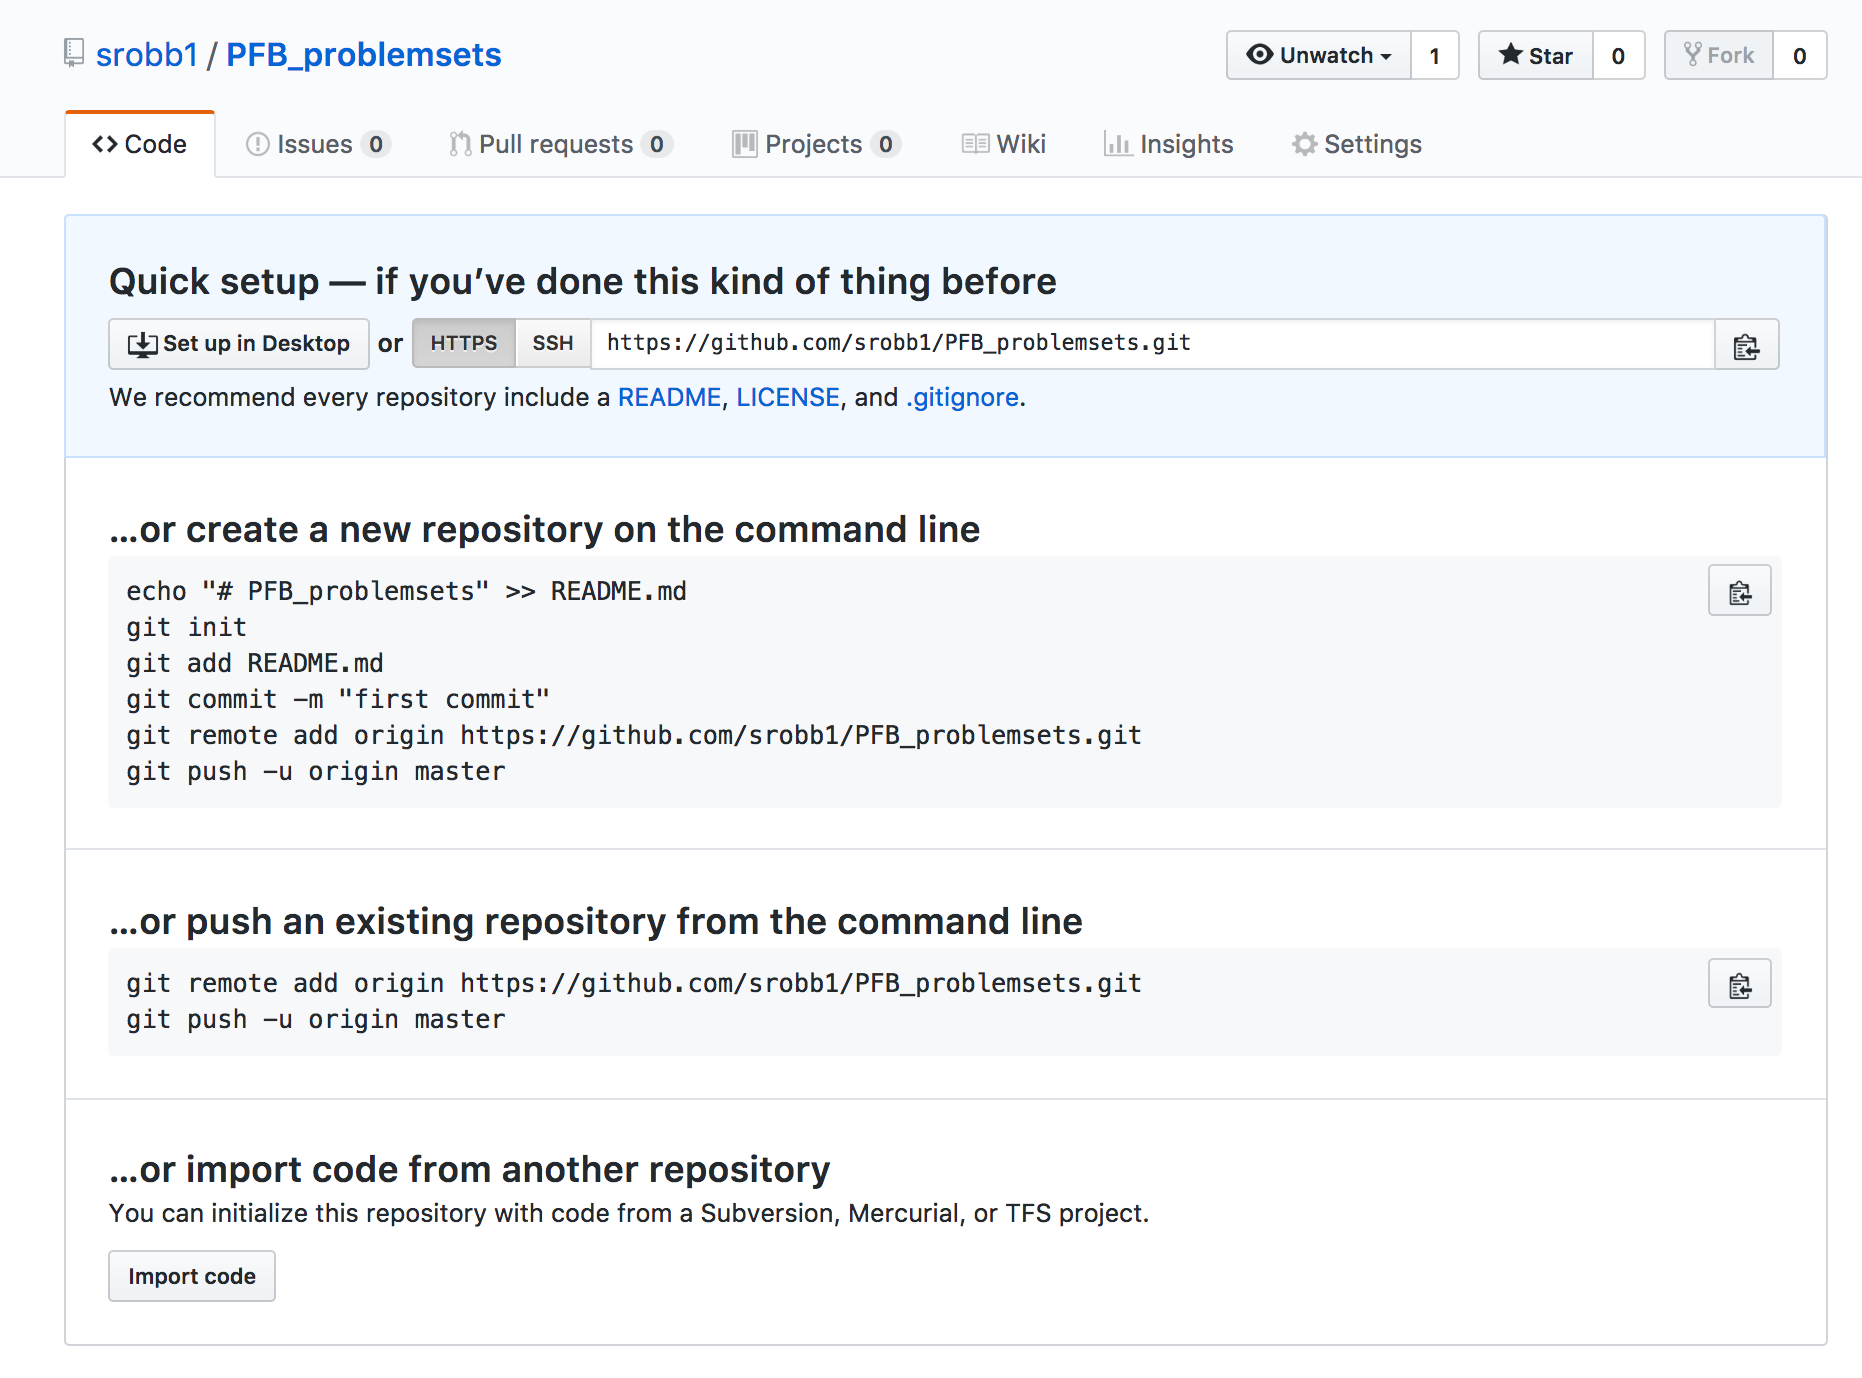 srobb1 / PFB_problemsets
Unwatch 1 Star 0 Fork 0
Code Issues 0 Pull requests 0 Projects 0 Wiki Insights Settings
Quick setup — if you’ve done this kind of thing before
Set up in Desktop or HTTPS SSH https://github.com/srobb1/PFB_problemsets.git
We recommend every repository include a README, LICENSE, and .gitignore.
…or create a new repository on the command line
echo "# PFB_problemsets" >> README.md
git init
git add README.md
git commit -m "first commit"
git remote add origin https://github.com/srobb1/PFB_problemsets.git
git push -u origin master
…or push an existing repository from the command line
git remote add origin https://github.com/srobb1/PFB_problemsets.git
git push -u origin master
…or import code from another repository
You can initialize this repository with code from a Subversion, Mercurial, or TFS project.
Import code